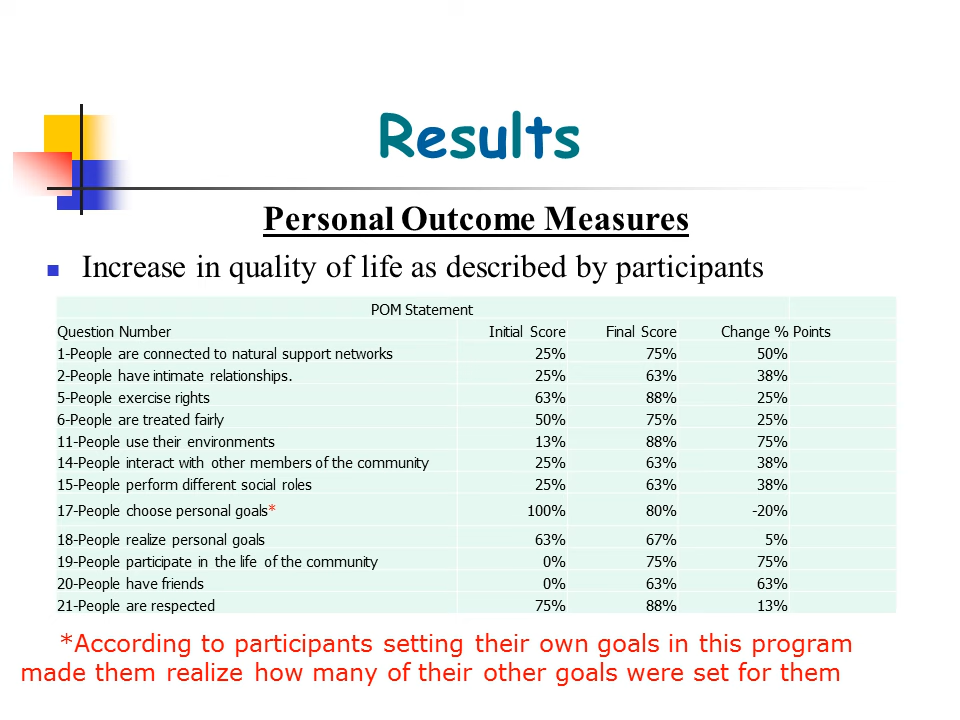 Results
Personal Outcome Measures
Increase in quality of life as described by participants
POM Statement
Question Number Initial Score Final Score Change % Points
1-People are connected to natural support networks 25% 75% 50%
2-People have intimate relationships. 25% 63% 38%
5-People exercise rights 63% 88% 25%
6-People are treated fairly 50% 75% 25%
11-People use their environments 13% 88% 75%
14-People interact with other members of the community 25% 63% 38%
15-People perform different social roles 25% 63% 38%
17-People choose personal goals* 100% 80% -20%
18-People realize personal goals 63% 67% 5%
19-People participate in the life of the community 0% 75% 75%
20-People have friends 0% 63% 63%
21-People are respected 75% 88% 13%
*According to participants setting their own goals in this program
made them realize how many of their other goals were set for them